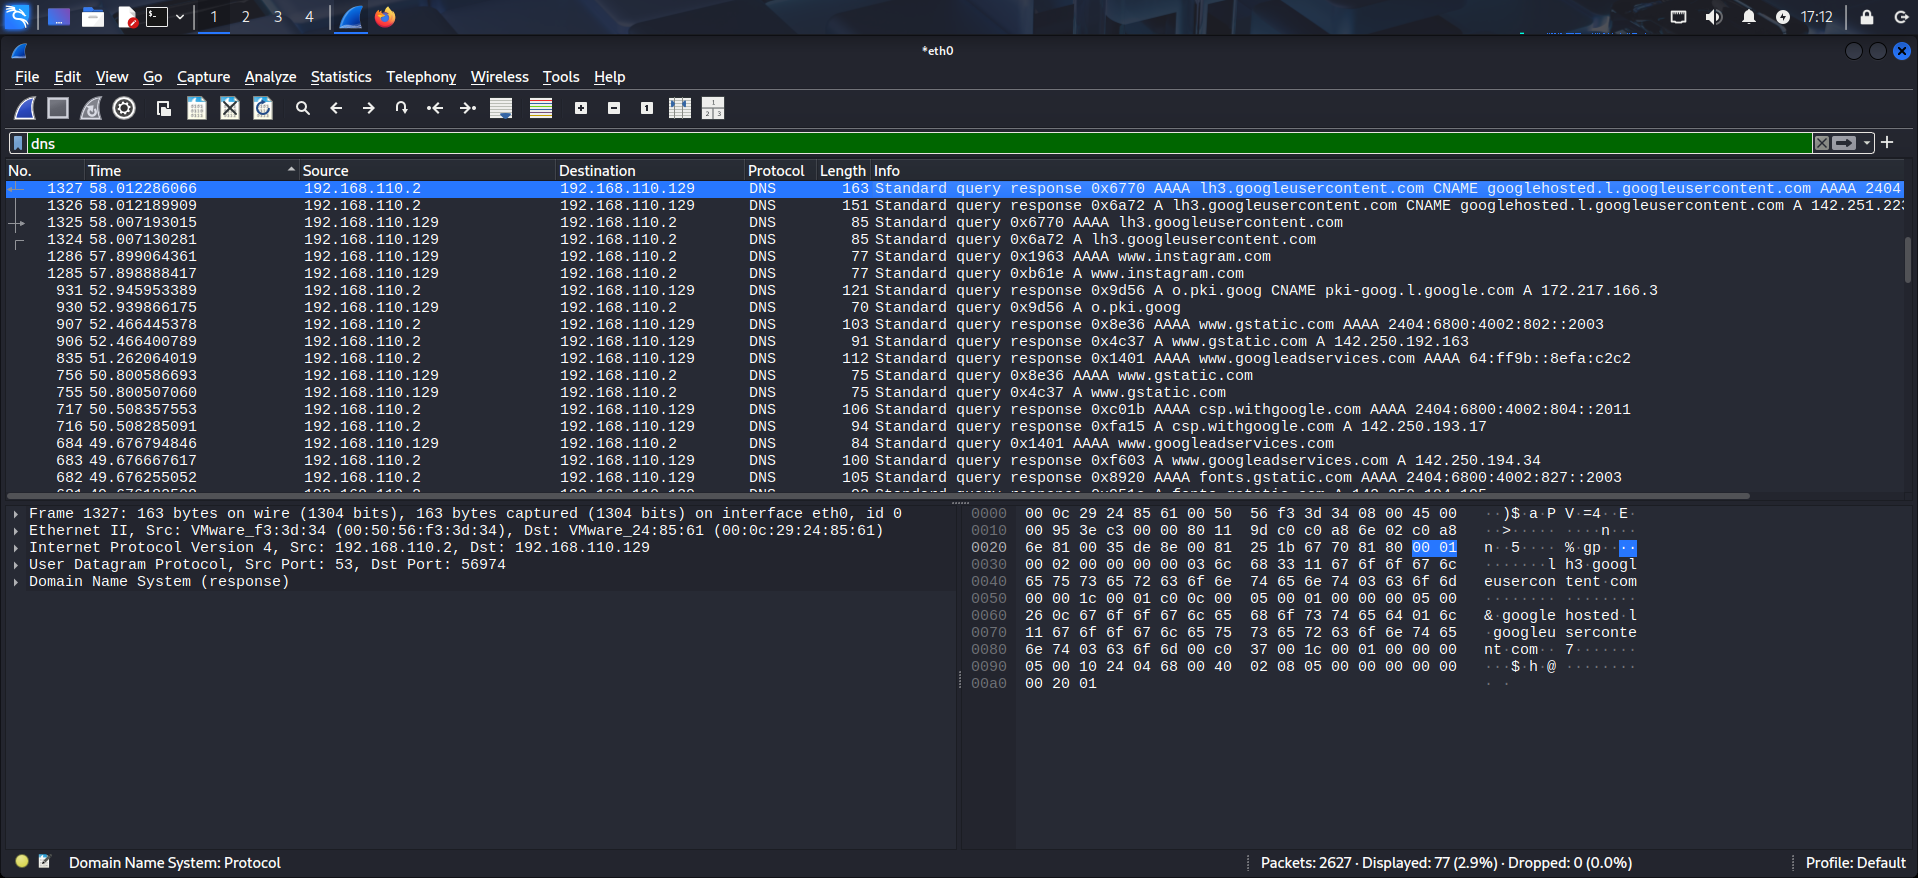 1 2 3 4 17:12
*eth0
File Edit View Go Capture Analyze Statistics Telephony Wireless Tools Help
dns
No. Time Source Destination Protocol Length Info
1327 58.012286066 192.168.110.2 192.168.110.129 DNS 163 Standard query response 0x6770 AAAA lh3.googleusercontent.com CNAME googlehosted.l.googleusercontent.com AAAA 2404
1326 58.012189909 192.168.110.2 192.168.110.129 DNS 151 Standard query response 0x6a72 A lh3.googleusercontent.com CNAME googlehosted.l.googleusercontent.com A 142.251.223
1325 58.007193015 192.168.110.129 192.168.110.2 DNS 85 Standard query 0x6770 AAAA lh3.googleusercontent.com
1324 58.007130281 192.168.110.129 192.168.110.2 DNS 85 Standard query 0x6a72 A lh3.googleusercontent.com
1286 57.899064361 192.168.110.129 192.168.110.2 DNS 77 Standard query 0x1963 AAAA www.instagram.com
1285 57.898888417 192.168.110.129 192.168.110.2 DNS 77 Standard query 0xb61e A www.instagram.com
931 52.945953389 192.168.110.2 192.168.110.129 DNS 121 Standard query response 0x9d56 A o.pki.goog CNAME pki-goog.l.google.com A 172.217.166.3
930 52.939866175 192.168.110.129 192.168.110.2 DNS 70 Standard query 0x9d56 A o.pki.goog
907 52.466445378 192.168.110.2 192.168.110.129 DNS 103 Standard query response 0x8e36 AAAA www.gstatic.com AAAA 2404:6800:4002:802::2003
906 52.466400789 192.168.110.2 192.168.110.129 DNS 91 Standard query response 0x4c37 A www.gstatic.com A 142.250.192.163
835 51.262064019 192.168.110.2 192.168.110.129 DNS 112 Standard query response 0x1401 AAAA www.googleadservices.com AAAA 64:ff9b::8efa:c2c2
756 50.800586693 192.168.110.129 192.168.110.2 DNS 75 Standard query 0x8e36 AAAA www.gstatic.com
755 50.800507060 192.168.110.129 192.168.110.2 DNS 75 Standard query 0x4c37 A www.gstatic.com
717 50.508357553 192.168.110.2 192.168.110.129 DNS 106 Standard query response 0xc01b AAAA csp.withgoogle.com AAAA 2404:6800:4002:804::2011
716 50.508285091 192.168.110.2 192.168.110.129 DNS 94 Standard query response 0xfa15 A csp.withgoogle.com A 142.250.193.17
684 49.676794846 192.168.110.129 192.168.110.2 DNS 84 Standard query 0x1401 AAAA www.googleadservices.com
683 49.676667617 192.168.110.2 192.168.110.129 DNS 100 Standard query response 0xf603 A www.googleadservices.com A 142.250.194.34
682 49.676255052 192.168.110.2 192.168.110.129 DNS 105 Standard query response 0x8920 AAAA fonts.gstatic.com AAAA 2404:6800:4002:827::2003
Frame 1327: 163 bytes on wire (1304 bits), 163 bytes captured (1304 bits) on interface eth0, id 0
Ethernet II, Src: VMware_f3:3d:34 (00:50:56:f3:3d:34), Dst: VMware_24:85:61 (00:0c:29:24:85:61)
Internet Protocol Version 4, Src: 192.168.110.2, Dst: 192.168.110.129
User Datagram Protocol, Src Port: 53, Dst Port: 56974
Domain Name System (response)
0000 00 0c 29 24 85 61 00 50 56 f3 3d 34 08 00 45 00 ··)$·a·P V·=4··E·
0010 00 95 3e c3 00 00 80 11 9d c0 c0 a8 6e 02 c0 a8 ··>····· ····n···
0020 6e 81 00 35 de 8e 00 81 25 1b 67 70 81 80 00 01 n··5···· %·gp····
0030 00 02 00 00 00 00 03 6c 68 33 11 67 6f 6f 67 6c ·······l h3·googl
0040 65 75 73 65 72 63 6f 6e 74 65 6e 74 03 63 6f 6d eusercon tent·com
0050 00 00 1c 00 01 c0 0c 00 05 00 01 00 00 00 05 00 ········ ········
0060 26 0c 67 6f 6f 67 6c 65 68 6f 73 74 65 64 01 6c &·google hosted·l
0070 11 67 6f 6f 67 6c 65 75 73 65 72 63 6f 6e 74 65 ·googleu serconte
0080 6e 74 03 63 6f 6d 00 c0 37 00 1c 00 01 00 00 00 nt·com·· 7·······
0090 05 00 10 24 04 68 00 40 02 08 05 00 00 00 00 00 ···$·h·@ ········
00a0 00 20 01 · ·
Domain Name System: Protocol Packets: 2627 · Displayed: 77 (2.9%) · Dropped: 0 (0.0%) Profile: Default